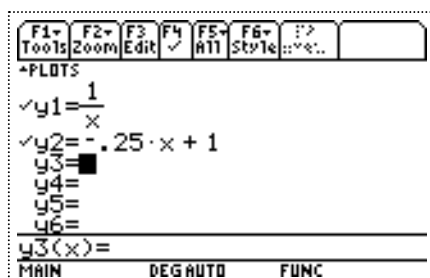 F1 Tools F2 Zoom F3 Edit F4 ✓ F5 All F6 Style
PLOTS
✓y1=1/x
✓y2=⁻.25·x + 1
y3=
y4=
y5=
y6=
y3(x)=
MAIN DEG AUTO FUNC